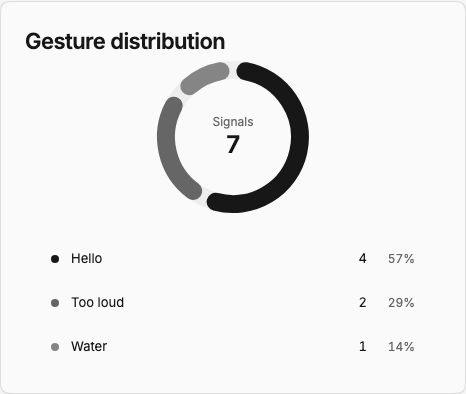 Gesture distribution
Signals
7
Hello 4 57%
Too loud 2 29%
Water 1 14%